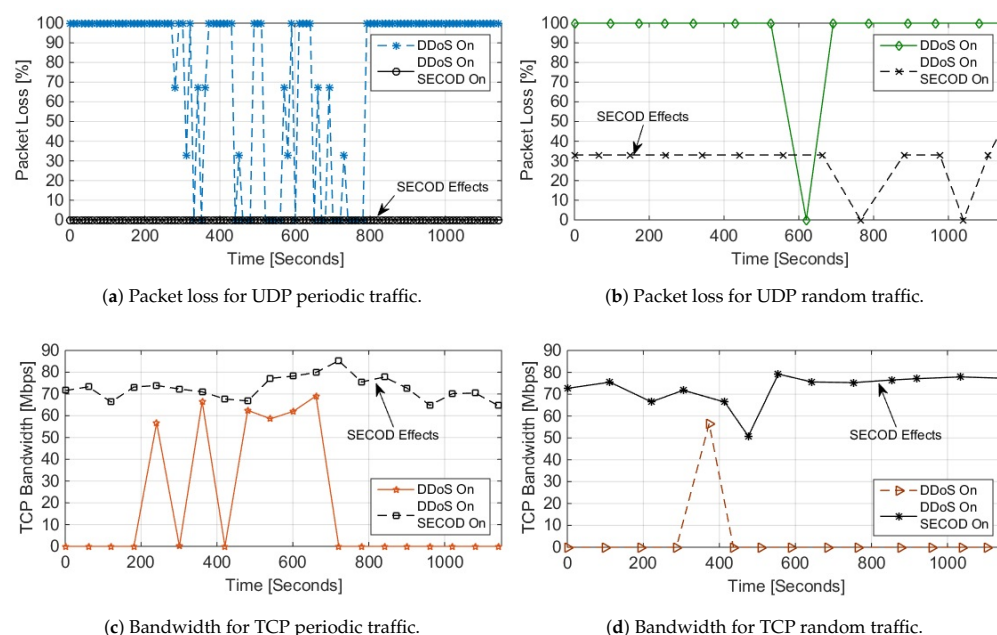 100
90
80
70
60
50
40
30
20
10
0
Packet Loss [%]
DDoS On
DDoS On
SECOD On
SECOD Effects
0 200 400 600 800 1000
Time [Seconds]
(a) Packet loss for UDP periodic traffic.
100
90
80
70
60
50
40
30
20
10
0
Packet Loss [%]
DDoS On
DDoS On
SECOD On
SECOD Effects
0 200 400 600 800 1000
Time [Seconds]
(b) Packet loss for UDP random traffic.
90
80
70
60
50
40
30
20
10
0
TCP Bandwidth [Mbps]
SECOD Effects
DDoS On
DDoS On
SECOD On
0 200 400 600 800 1000
Time [Seconds]
(c) Bandwidth for TCP periodic traffic.
90
80
70
60
50
40
30
20
10
0
TCP Bandwidth [Mbps]
SECOD Effects
DDoS On
DDoS On
SECOD On
0 200 400 600 800 1000
Time [Seconds]
(d) Bandwidth for TCP random traffic.